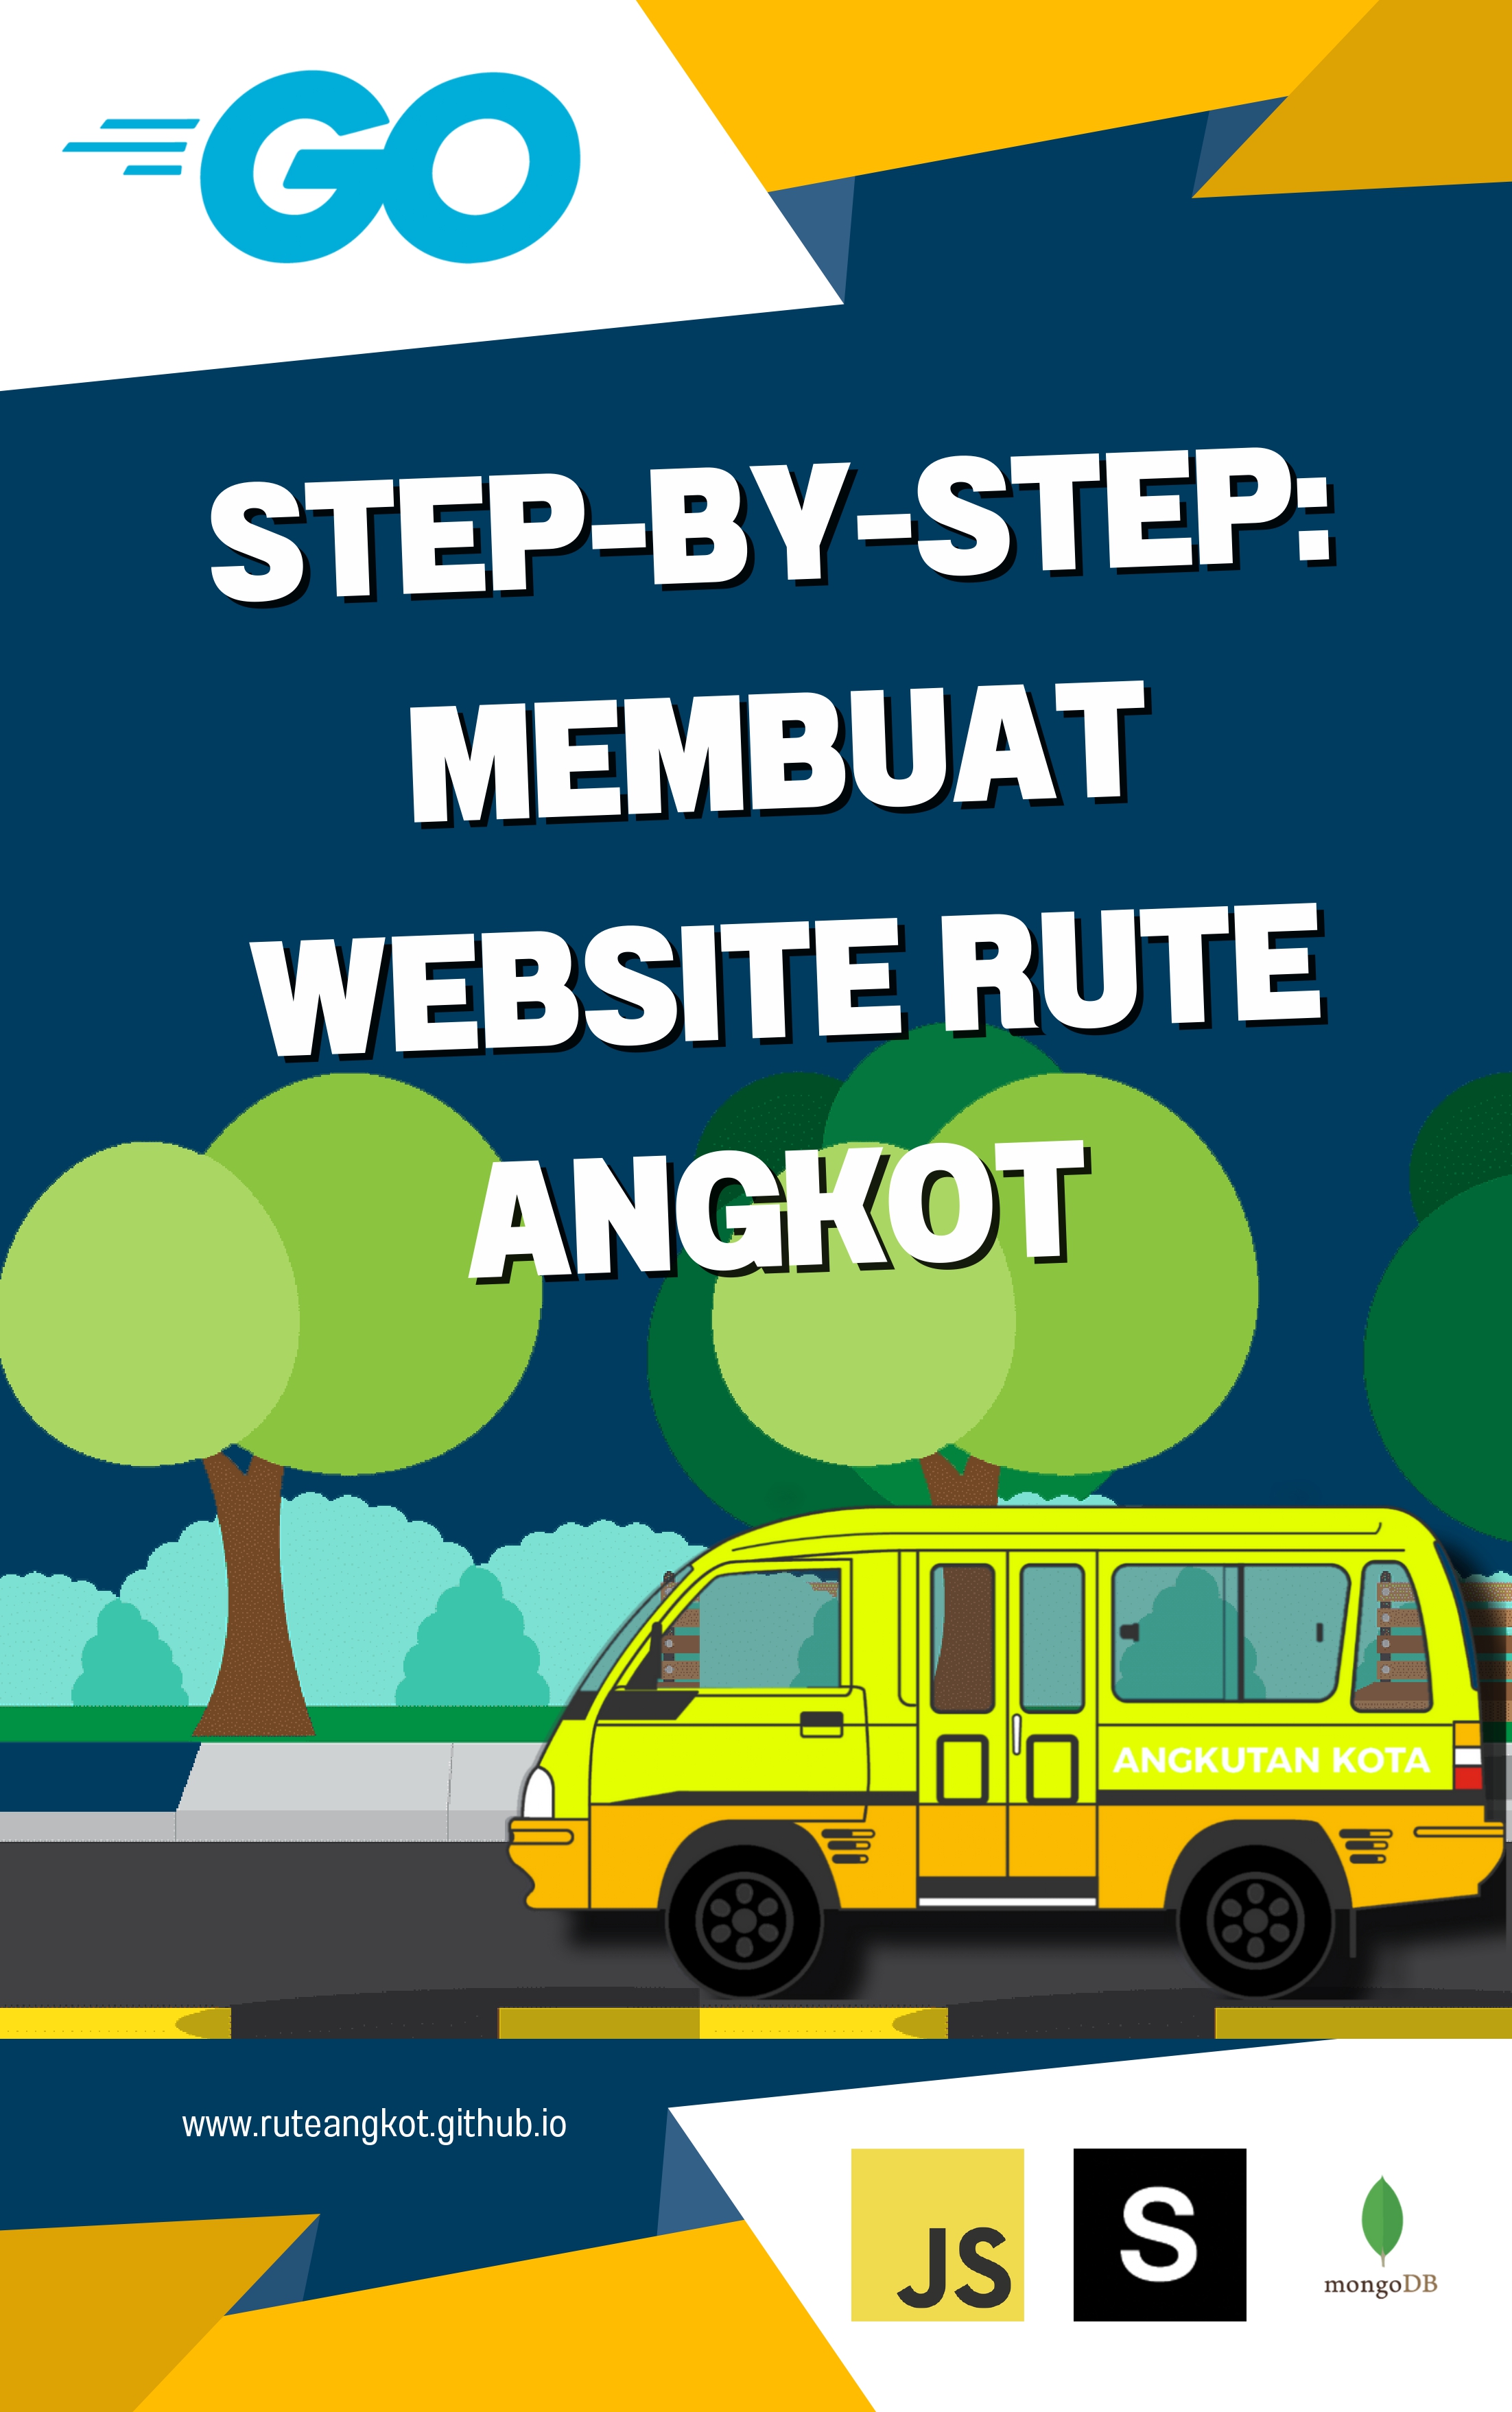 GO
STEP-BY-STEP:
MEMBUAT
WEBSITE RUTE
ANGKOT
ANGKUTAN KOTA
www.ruteangkot.github.io
JS
S
mongoDB